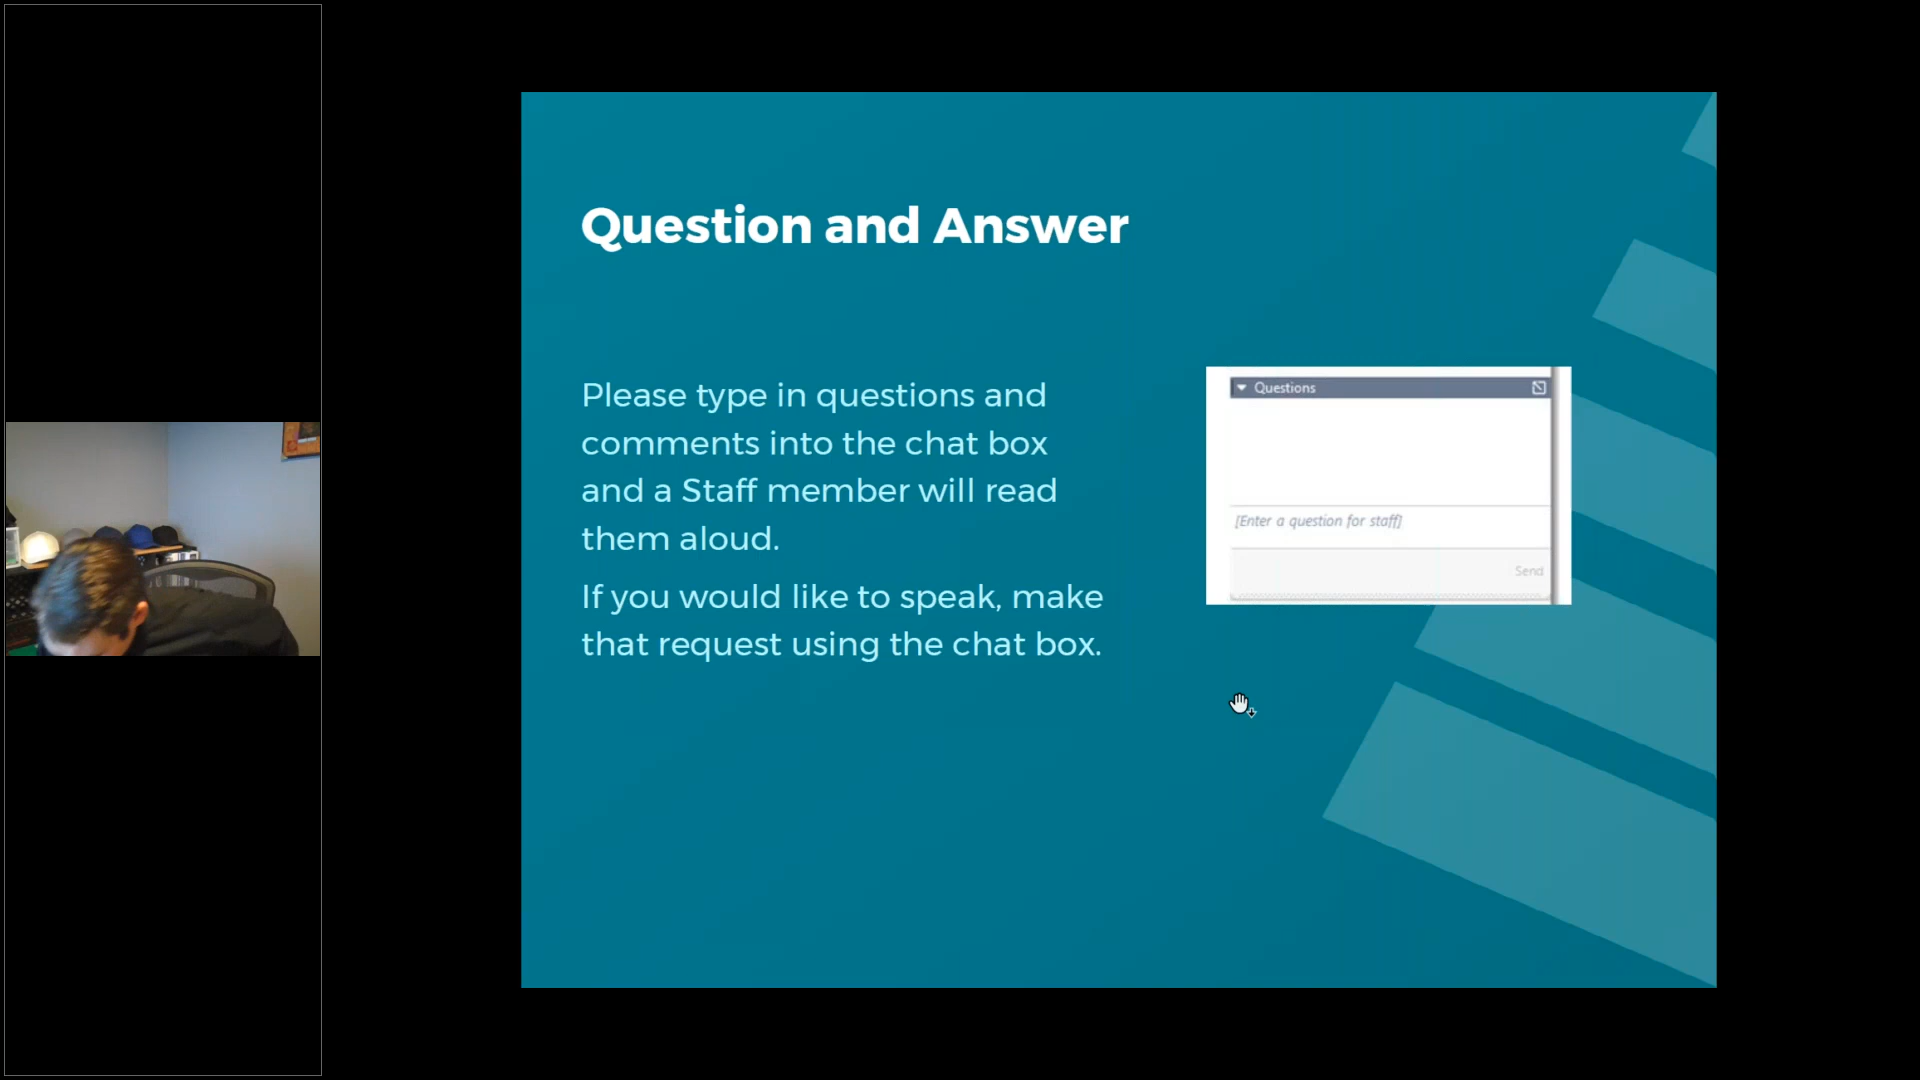 Question and Answer
Please type in questions and
comments into the chat box
and a Staff member will read
them aloud.
If you would like to speak, make
that request using the chat box.
Questions
[Enter a question for staff]
Send